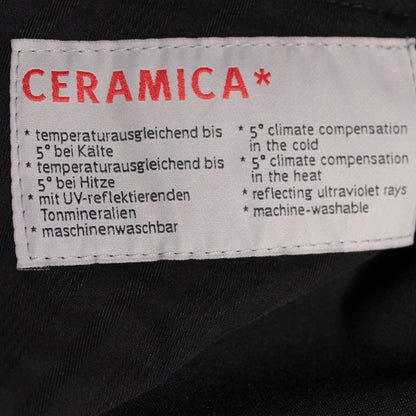 CERAMICA*
* temperaturausgleichend bis
5° bei Kälte
* temperaturausgleichend bis
5° bei Hitze
* mit UV-reflektierenden
Tonmineralien
* maschinenwaschbar
* 5° climate compensation
in the cold
* 5° climate compensation
in the heat
* reflecting ultraviolet rays
* machine-washable